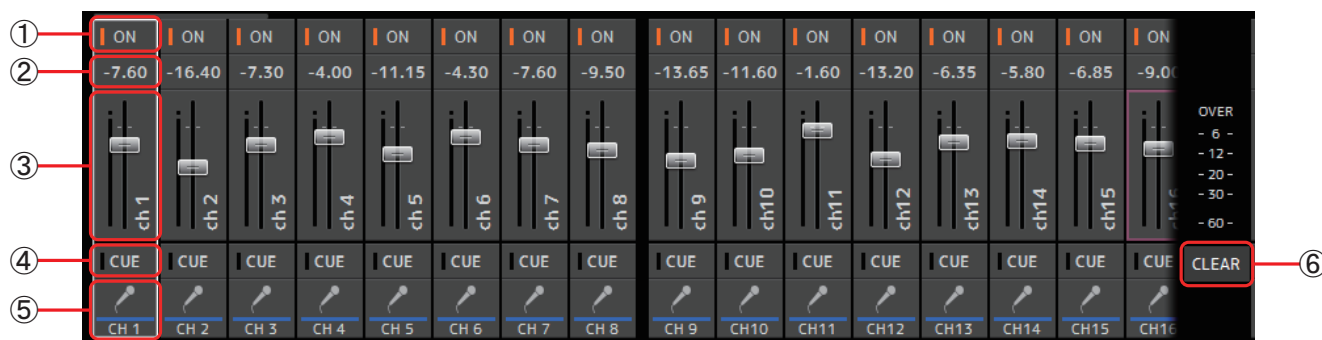 ① ON ON ON ON ON ON ON ON ON ON ON ON ON ON ON ON
② -7.60 -16.40 -7.30 -4.00 -11.15 -4.30 -7.60 -9.50 -13.65 -11.60 -1.60 -13.20 -6.35 -5.80 -6.85 -9.00
OVER
- 6 -
- 12 -
- 20 -
- 30 -
- 60 -
③ ch 1 ch 2 ch 3 ch 4 ch 5 ch 6 ch 7 ch 8 ch 9 ch10 ch11 ch12 ch13 ch14 ch15 ch16
④ CUE CUE CUE CUE CUE CUE CUE CUE CUE CUE CUE CUE CUE CUE CUE CUE CLEAR ⑥
⑤ CH 1 CH 2 CH 3 CH 4 CH 5 CH 6 CH 7 CH 8 CH 9 CH10 CH11 CH12 CH13 CH14 CH15 CH16